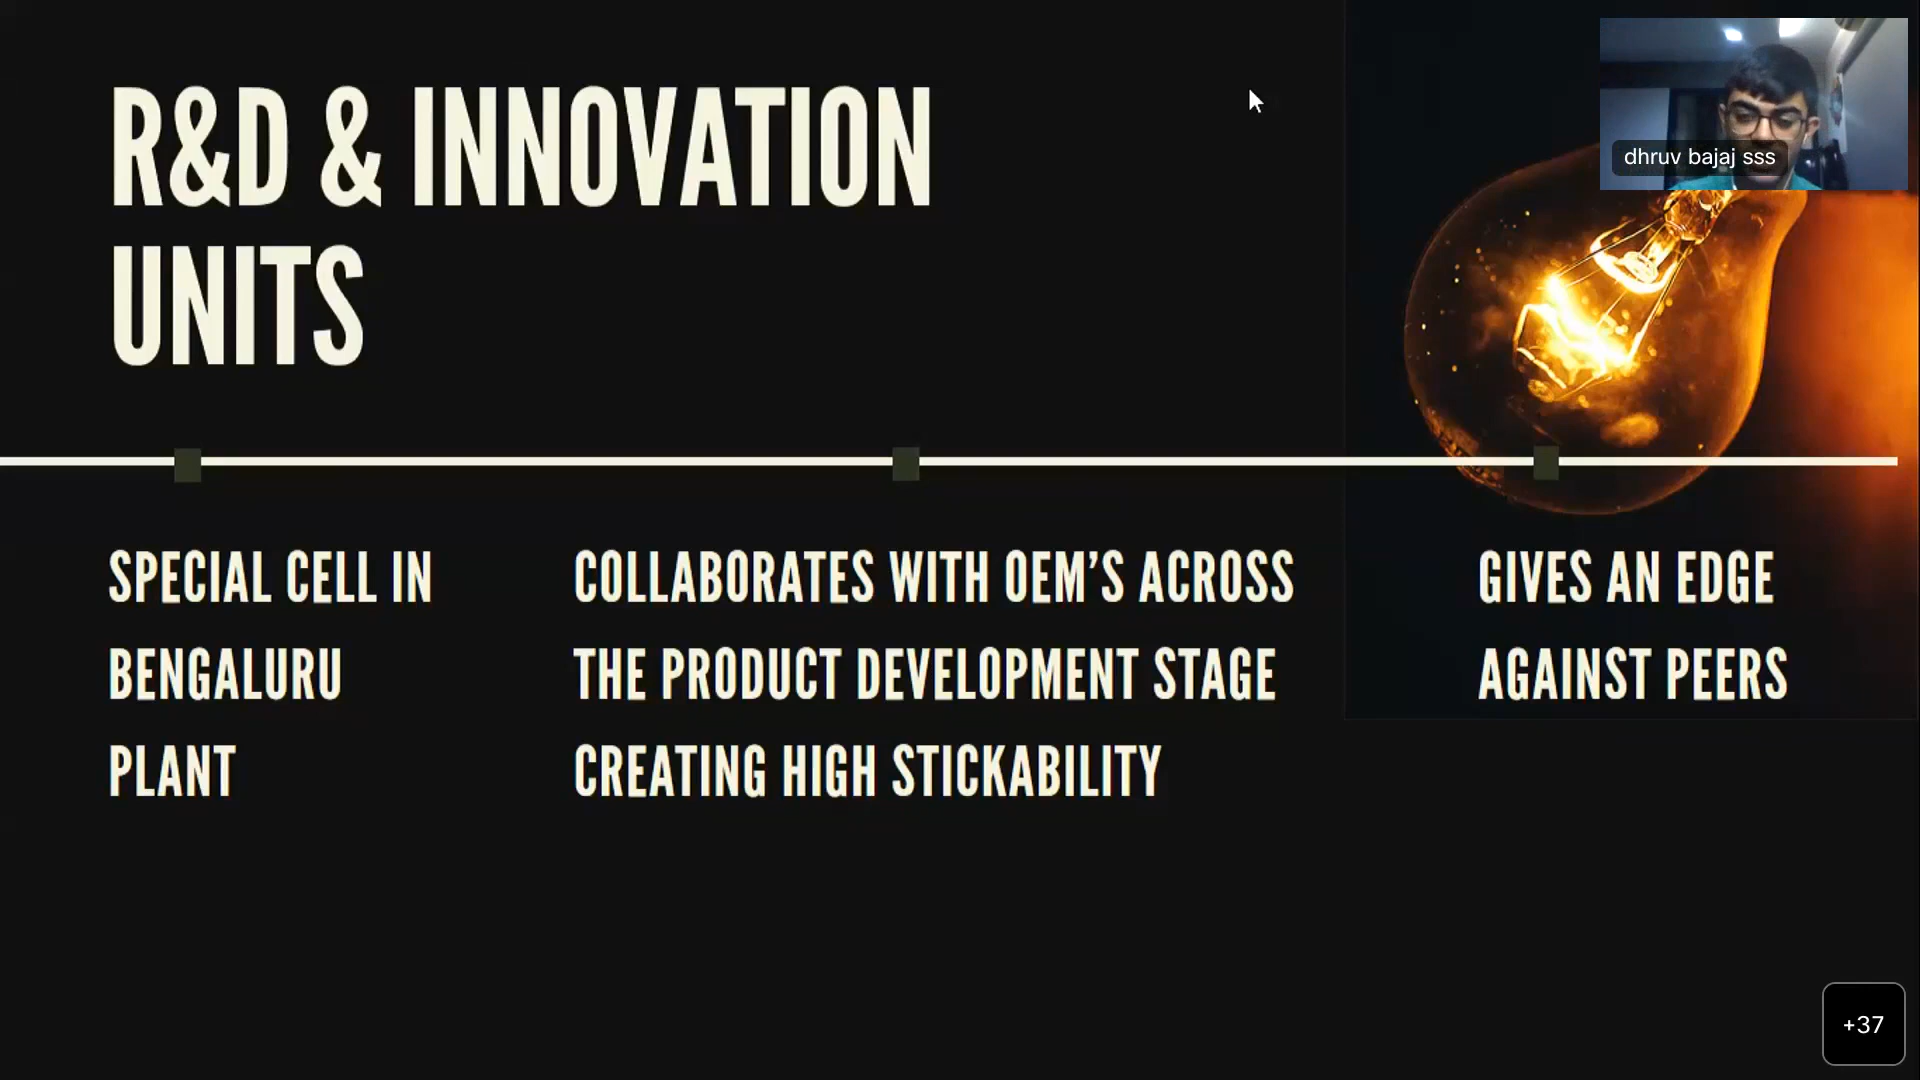 R&D & INNOVATION
UNITS
dhruv bajaj sss
SPECIAL CELL IN
BENGALURU
PLANT
COLLABORATES WITH OEM’S ACROSS
THE PRODUCT DEVELOPMENT STAGE
CREATING HIGH STICKABILITY
GIVES AN EDGE
AGAINST PEERS
+37